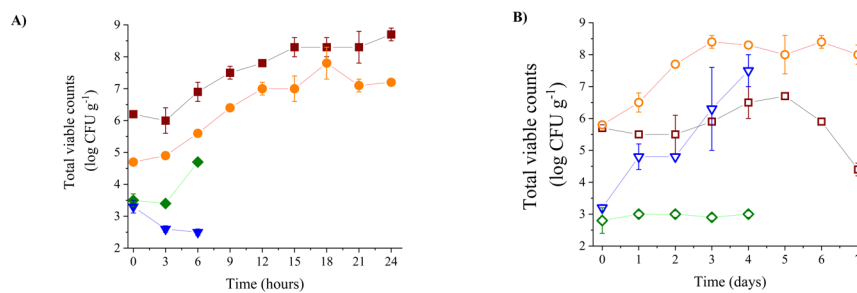 A)
Total viable counts
(log CFU g-1)
9
8
7
6
5
4
3
2
0 3 6 9 12 15 18 21 24
Time (hours)
B)
Total viable counts
(log CFU g-1)
9
8
7
6
5
4
3
2
0 1 2 3 4 5 6 7
Time (days)